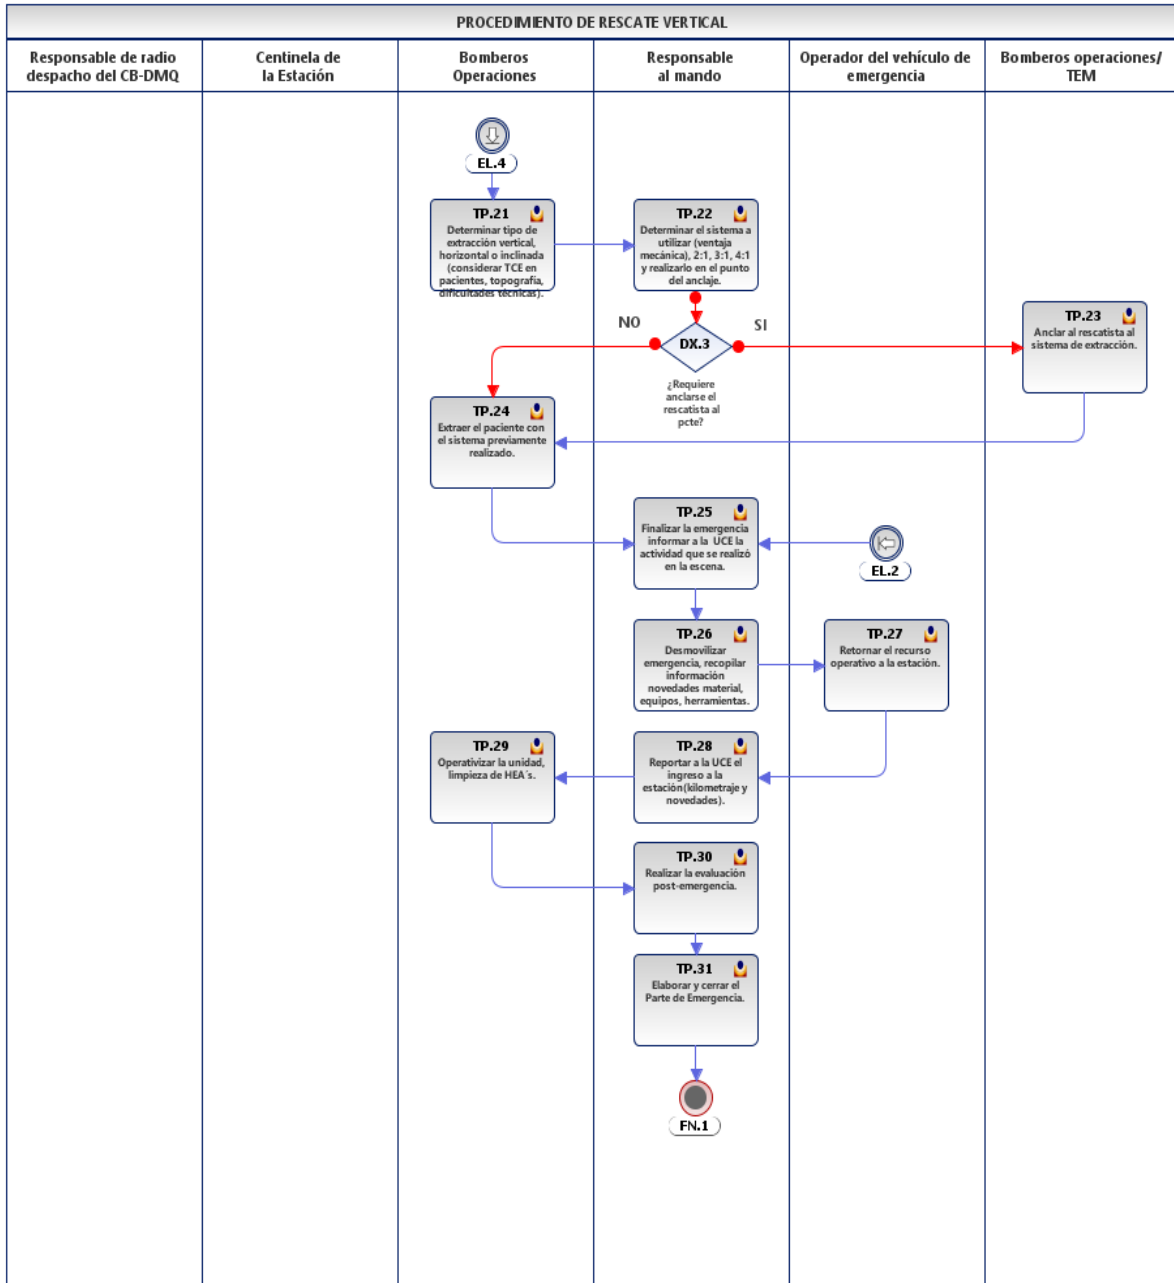 PROCEDIMIENTO DE RESCATE VERTICAL
Responsable de radio
despacho del CB-DMQ
Centinela de
la Estación
Bomberos
Operaciones
Responsable
al mando
Operador del vehículo de
emergencia
Bomberos operaciones/
TEM
EL.4
TP.21
Determinar tipo de
extracción vertical,
horizontal o inclinada
(considerar TCE en
pacientes, topografía,
dificultades técnicas).
TP.22
Determinar el sistema a
utilizar (ventaja
mecánica), 2:1, 3:1, 4:1
y realizarlo en el punto
del anclaje.
NO
DX.3
SI
¿Requiere
anclarse el
rescatista al
pcte?
TP.23
Anclar al rescatista al
sistema de extracción.
TP.24
Extraer el paciente con
el sistema previamente
realizado.
TP.25
Finalizar la emergencia
informar a la UCE la
actividad que se realizó
en la escena.
EL.2
TP.26
Desmovilizar
emergencia, recopilar
información
novedades material,
equipos, herramientas.
TP.27
Retornar el recurso
operativo a la estación.
TP.29
Operativizar la unidad,
limpieza de HEA´s.
TP.28
Reportar a la UCE el
ingreso a la
estación(kilometraje y
novedades).
TP.30
Realizar la evaluación
post-emergencia.
TP.31
Elaborar y cerrar el
Parte de Emergencia.
FN.1